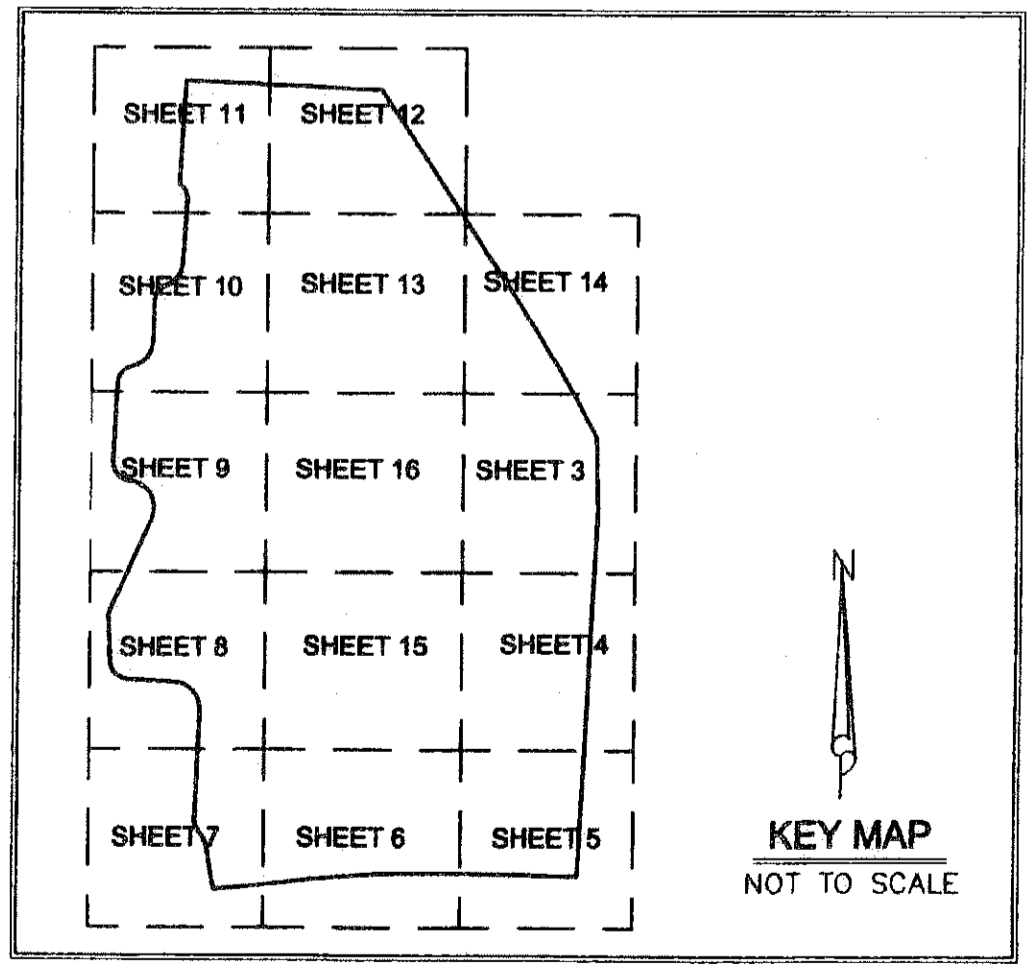 SHEET 11 SHEET 12
SHEET 10 SHEET 13 SHEET 14
SHEET 9 SHEET 16 SHEET 3
SHEET 8 SHEET 15 SHEET 4
SHEET 7 SHEET 6 SHEET 5
N
KEY MAP
NOT TO SCALE